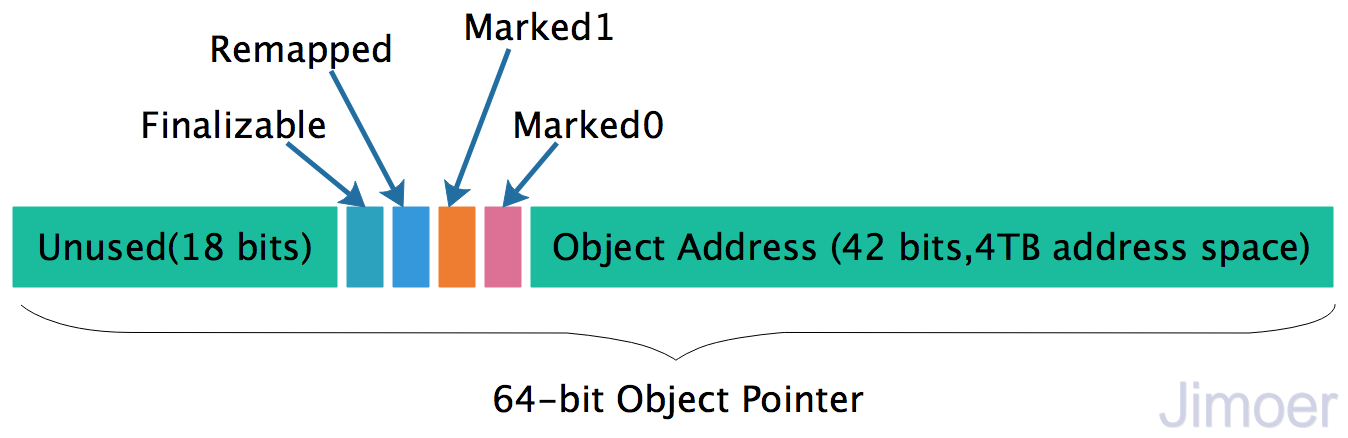 Marked1
Remapped
Finalizable
Marked0
Unused(18 bits)
Object Address (42 bits,4TB address space)
64-bit Object Pointer
Jimoer